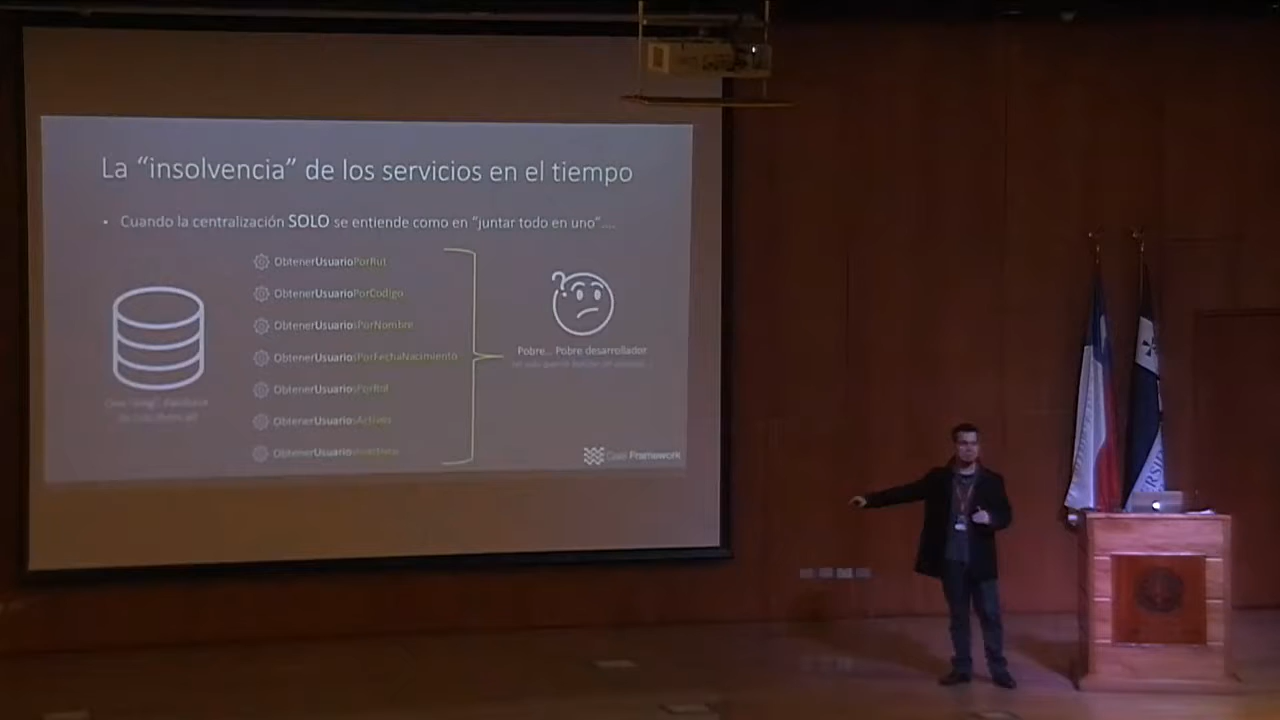 La “insolvencia” de los servicios en el tiempo
• Cuando la centralización SOLO se entiende como en “juntar todo en uno”....
ObtenerUsuarioPorRut
ObtenerUsuarioPorCodigo
ObtenerUsuariosPorNombre
ObtenerUsuariosPorFechaNacimiento
ObtenerUsuariosPorRol
ObtenerUsuariosActivos
ObtenerUsuarios
Pobre... Pobre desarrollador
Framework